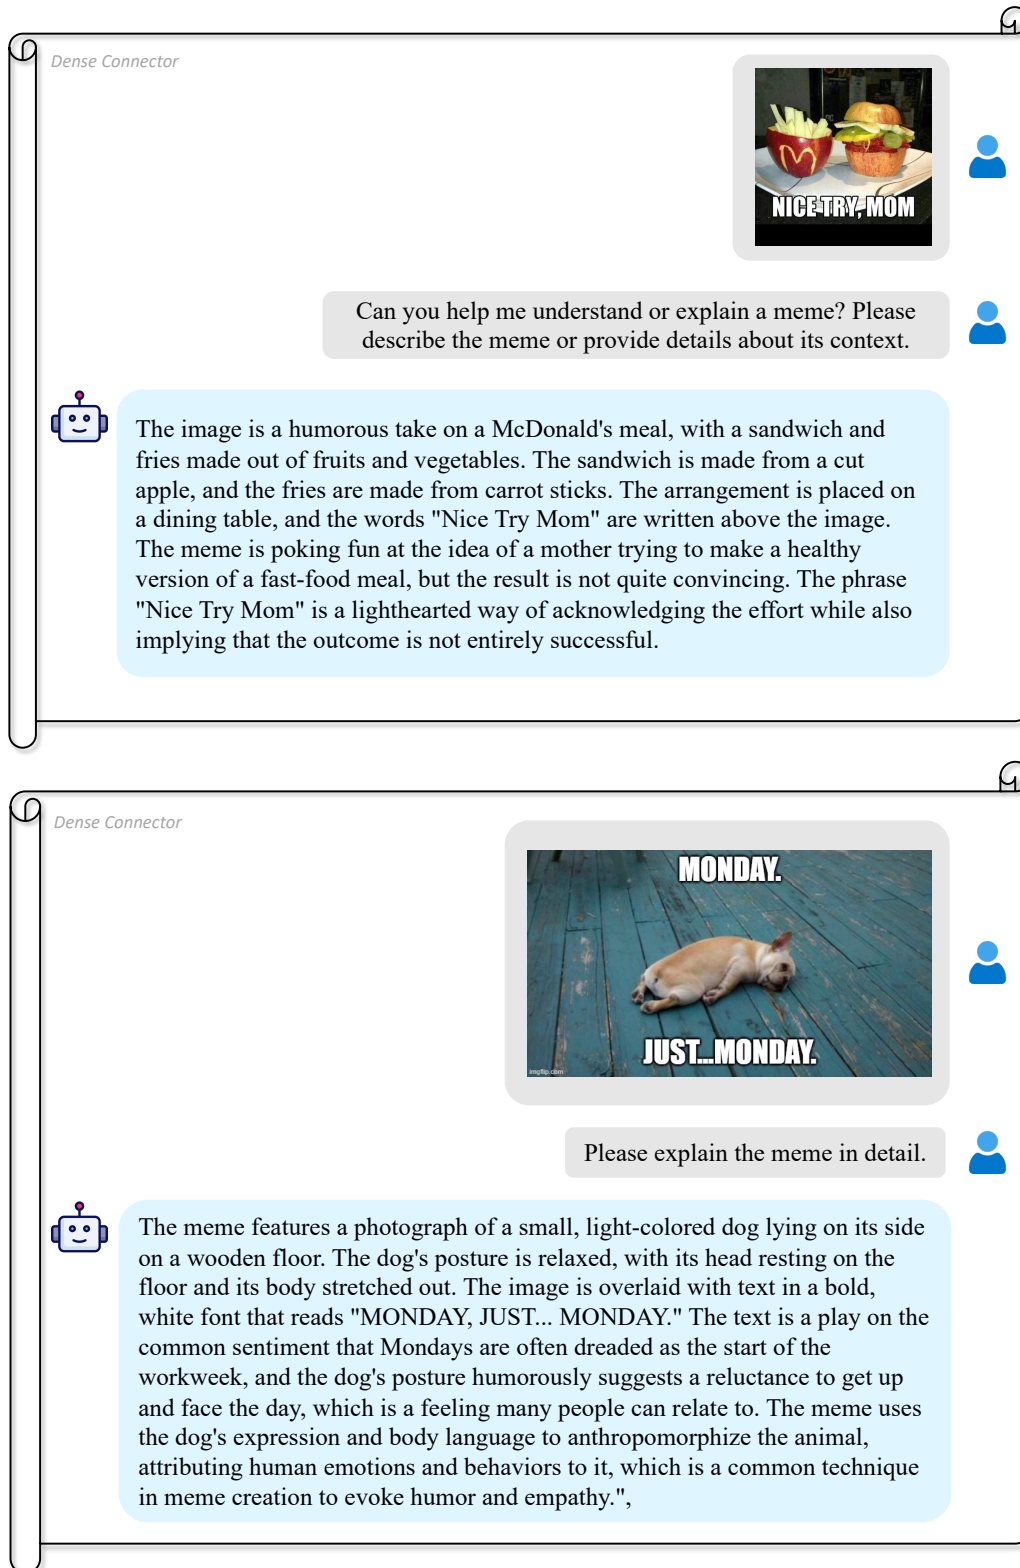 Dense Connector
NICE TRY, MOM
Can you help me understand or explain a meme? Please
describe the meme or provide details about its context.
The image is a humorous take on a McDonald's meal, with a sandwich and
fries made out of fruits and vegetables. The sandwich is made from a cut
apple, and the fries are made from carrot sticks. The arrangement is placed on
a dining table, and the words "Nice Try Mom" are written above the image.
The meme is poking fun at the idea of a mother trying to make a healthy
version of a fast-food meal, but the result is not quite convincing. The phrase
"Nice Try Mom" is a lighthearted way of acknowledging the effort while also
implying that the outcome is not entirely successful.
Dense Connector
MONDAY.
JUST...MONDAY.
imgflip.com
Please explain the meme in detail.
The meme features a photograph of a small, light-colored dog lying on its side
on a wooden floor. The dog's posture is relaxed, with its head resting on the
floor and its body stretched out. The image is overlaid with text in a bold,
white font that reads "MONDAY, JUST... MONDAY." The text is a play on the
common sentiment that Mondays are often dreaded as the start of the
workweek, and the dog's posture humorously suggests a reluctance to get up
and face the day, which is a feeling many people can relate to. The meme uses
the dog's expression and body language to anthropomorphize the animal,
attributing human emotions and behaviors to it, which is a common technique
in meme creation to evoke humor and empathy.",